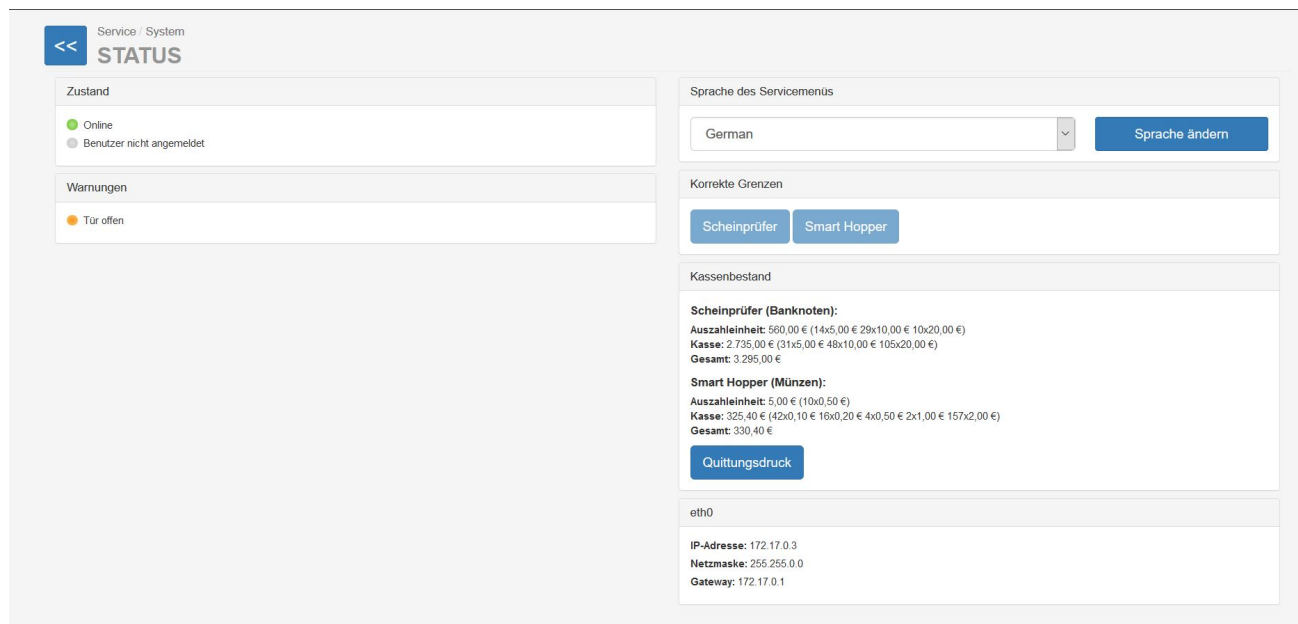 <<
Service / System
STATUS
Zustand
Online
Benutzer nicht angemeldet
Warnungen
Tür offen
Sprache des Servicemenüs
German
Sprache ändern
Korrekte Grenzen
Scheinprüfer
Smart Hopper
Kassenbestand
Scheinprüfer (Banknoten):
Auszahleinheit: 560,00 € (14x5,00 € 29x10,00 € 10x20,00 €)
Kasse: 2.735,00 € (31x5,00 € 48x10,00 € 105x20,00 €)
Gesamt: 3.295,00 €
Smart Hopper (Münzen):
Auszahleinheit: 5,00 € (10x0,50 €)
Kasse: 325,40 € (42x0,10 € 16x0,20 € 4x0,50 € 2x1,00 € 157x2,00 €)
Gesamt: 330,40 €
Quittungsdruck
eth0
IP-Adresse: 172.17.0.3
Netzmaske: 255.255.0.0
Gateway: 172.17.0.1